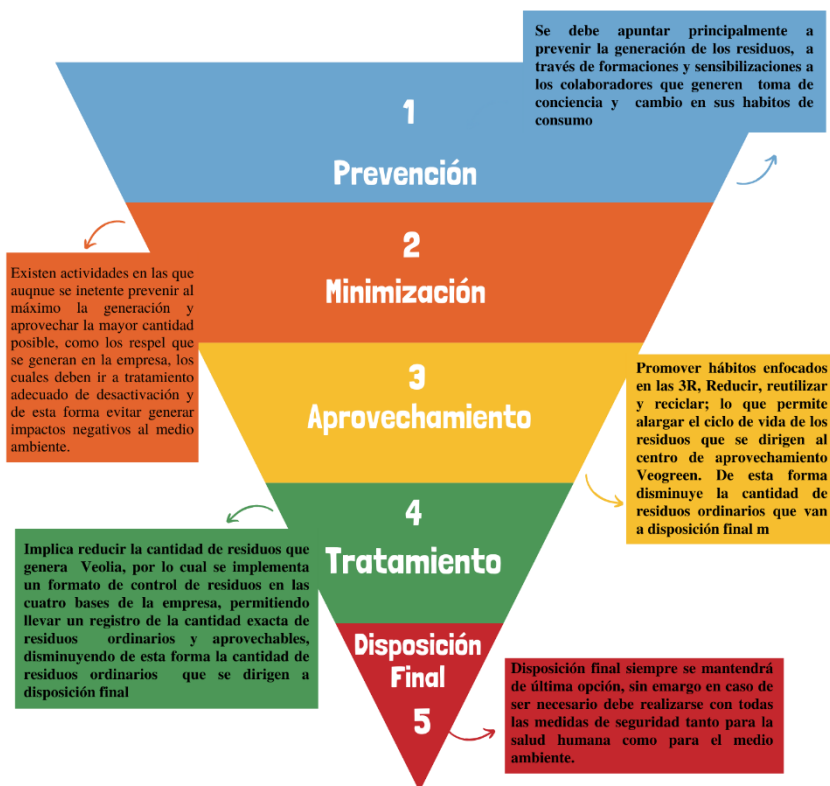 Se debe apuntar principalmente a
prevenir la generación de los residuos, a
través de formaciones y sensibilizaciones a
los colaboradores que generen toma de
conciencia y cambio en sus habitos de
consumo
1
Prevención
2
Minimización
Existen actividades en las que
auqnue se inetente prevenir al
máximo la generación y
aprovechar la mayor cantidad
posible, como los respel que
se generan en la empresa, los
cuales deben ir a tratamiento
adecuado de desactivación y
de esta forma evitar generar
impactos negativos al medio
ambiente.
3
Aprovechamiento
Promover hábitos enfocados
en las 3R, Reducir, reutilizar
y reciclar; lo que permite
alargar el ciclo de vida de los
residuos que se dirigen al
centro de aprovechamiento
Veogreen. De esta forma
disminuye la cantidad de
residuos ordinarios que van
a disposición final m
4
Tratamiento
Implica reducir la cantidad de residuos que
genera Veolia, por lo cual se implementa
un formato de control de residuos en las
cuatro bases de la empresa, permitiendo
llevar un registro de la cantidad exacta de
residuos ordinarios y aprovechables,
disminuyendo de esta forma la cantidad de
residuos ordinarios que se dirigen a
disposición final
Disposición
Final
5
Disposición final siempre se mantendrá
de última opción, sin emargo en caso de
ser necesario debe realizarse con todas
las medidas de seguridad tanto para la
salud humana como para el medio
ambiente.